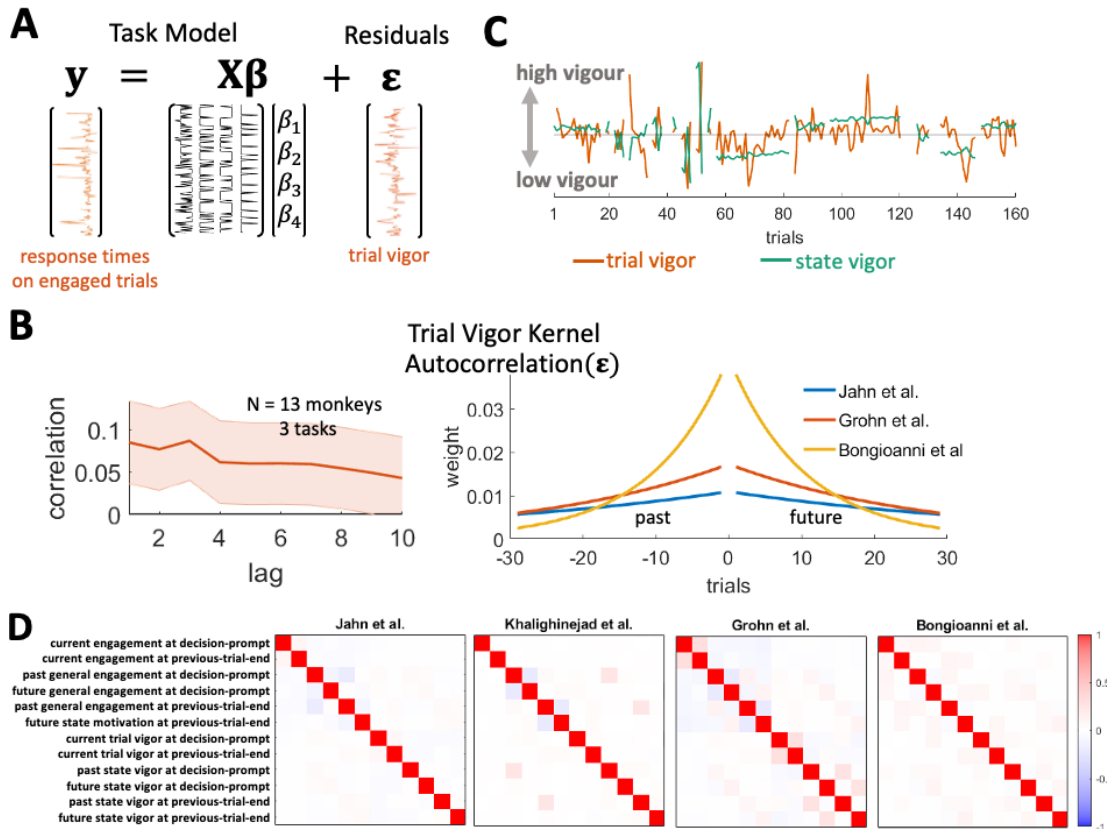 A
Task Model
Residuals
y = Xβ + ε
β1
β2
β3
β4
response times
on engaged trials
trial vigor
C
high vigour
low vigour
1 20 40 60 80 100 120 140 160
trials
trial vigor
state vigor
B
Trial Vigor Kernel
Autocorrelation(ε)
N = 13 monkeys
3 tasks
correlation
0.1
0.05
0
2 4 6 8 10
lag
weight
0.03
0.02
0.01
0
Jahn et al.
Grohn et al.
Bongioanni et al
past
future
-30 -20 -10 0 10 20 30
trials
D
Jahn et al.
Khalighinejad et al.
Grohn et al.
Bongioanni et al.
current engagement at decision-prompt
current engagement at previous-trial-end
past general engagement at decision-prompt
future general engagement at decision-prompt
past general engagement at previous-trial-end
future state motivation at previous-trial-end
current trial vigor at decision-prompt
current trial vigor at previous-trial-end
past state vigor at decision-prompt
future state vigor at decision-prompt
past state vigor at previous-trial-end
future state vigor at previous-trial-end
1
0.5
0
-0.5
-1